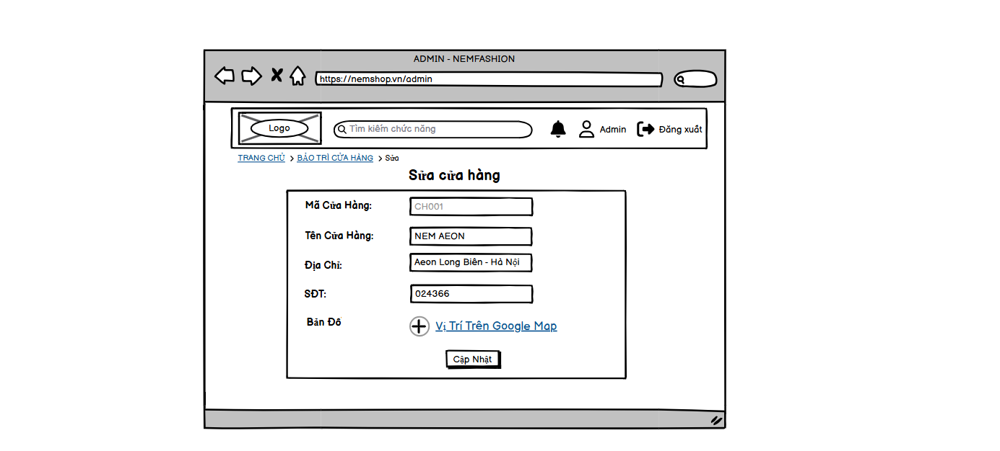 ADMIN - NEMFASHION
https://nemshop.vn/admin
Logo
Tìm kiếm chức năng
Admin
Đăng xuất
TRANG CHỦ > BẢO TRÌ CỬA HÀNG > Sửa
Sửa cửa hàng
Mã Cửa Hàng: CH001
Tên Cửa Hàng: NEM AEON
Địa Chỉ: Aeon Long Biên - Hà Nội
SĐT: 024366
Bản Đồ Vị Trí Trên Google Map
Cập Nhật